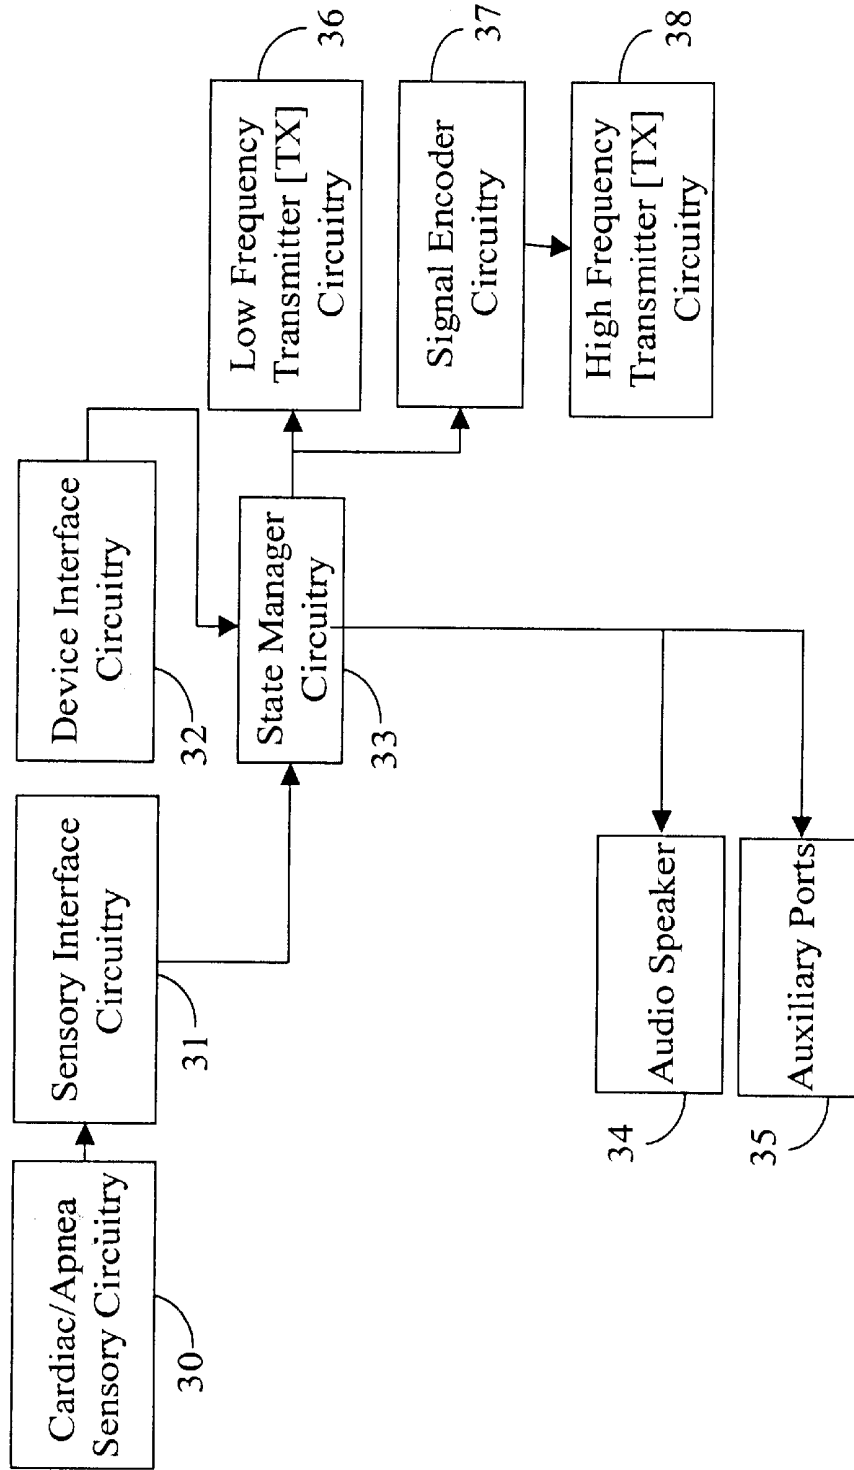 Cardiac/Apnea
Sensory Circuitry
30
Sensory Interface
Circuitry
31
Device Interface
Circuitry
32
State Manager
Circuitry
33
Low Frequency
Transmitter [TX]
Circuitry
36
Signal Encoder
Circuitry
37
High Frequency
Transmitter [TX]
Circuitry
38
Audio Speaker
34
Auxiliary Ports
35